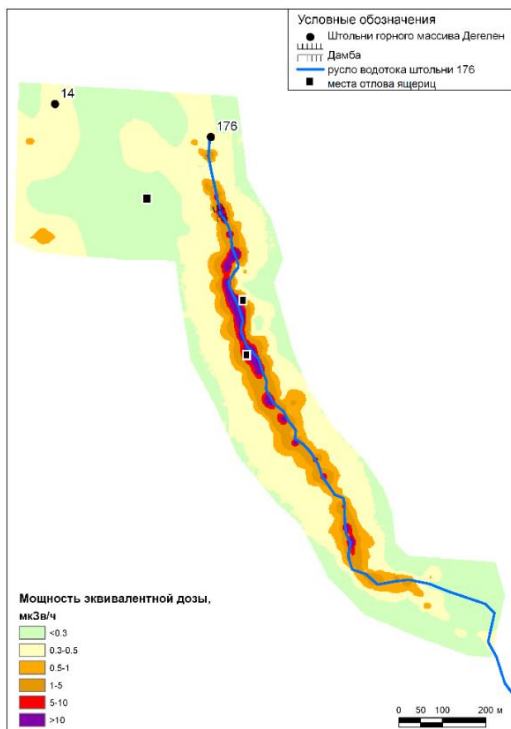 Условные обозначения
Штольни горного массива Дегелен
Дамба
русло водотока штольни 176
места отлова ящериц
14
176
Мощность эквивалентной дозы,
мкЗв/ч
<0.3
0.3-0.5
0.5-1
1-5
5-10
>10
0 50 100 200 м